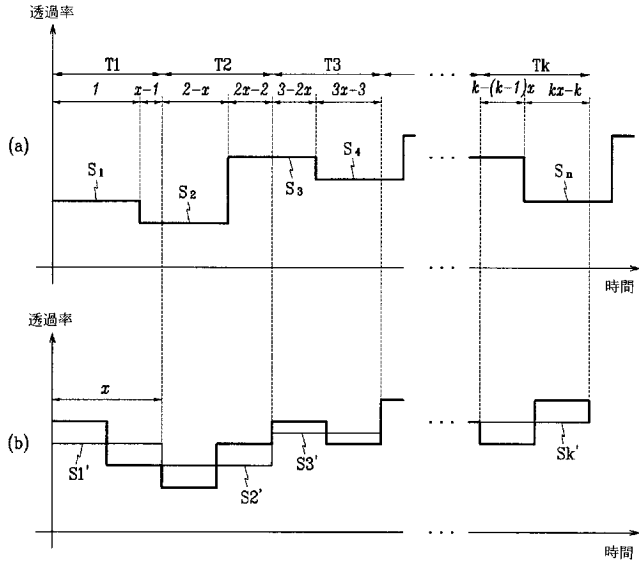 透過率
T1 T2 T3 Tk
1 x-1 2-x 2x-2 3-2x 3x-3 ･･･ k-(k-1)x kx-k
(a)
S1 S2 S3 S4 ･･･ Sn
･･･
時間
透過率
x
(b)
S1' S2' S3' ･･･ Sk'
･･･
時間